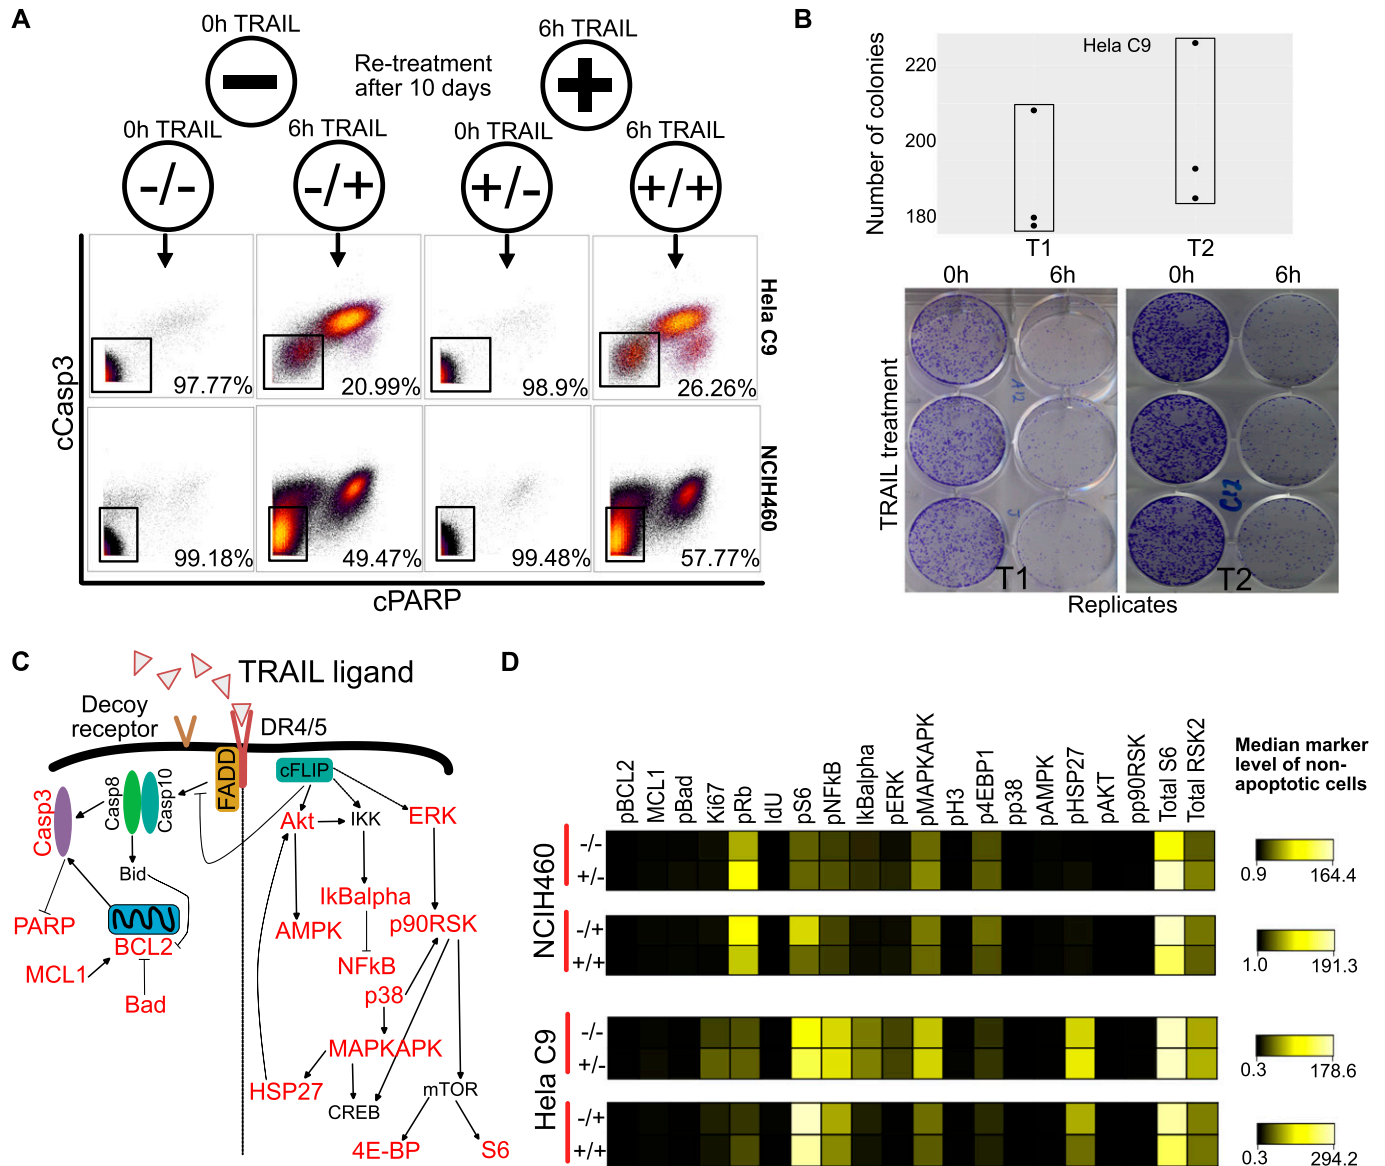 A
0h TRAIL
6h TRAIL
Re-treatment
after 10 days
0h TRAIL
6h TRAIL
0h TRAIL
6h TRAIL
-/-
-/+
+/-
+/+
cCasp3
Hela C9
97.77%
20.99%
98.9%
26.26%
NCIH460
99.18%
49.47%
99.48%
57.77%
cPARP
B
Number of colonies
Hela C9
220
200
180
T1
T2
0h
6h
0h
6h
TRAIL treatment
C12
T1
T2
Replicates
C
TRAIL ligand
Decoy
receptor
DR4/5
FADD
cFLIP
Casp3
Casp8
Casp10
Akt
IKK
ERK
Bid
IkBalpha
PARP
AMPK
p90RSK
BCL2
MCL1
NFkB
Bad
p38
MAPKAPK
HSP27
CREB
mTOR
4E-BP
S6
D
pBCL2
MCL1
pBad
Ki67
pRb
IdU
pS6
pNFkB
IkBalpha
pERK
pMAPKAPK
pH3
p4EBP1
pp38
pAMPK
pHSP27
pAKT
pp90RSK
Total S6
Total RSK2
Median marker
level of non-
apoptotic cells
NCIH460
-/-
+/-
0.9 164.4
-/+
+/+
1.0 191.3
Hela C9
-/-
+/-
0.3 178.6
-/+
+/+
0.3 294.2